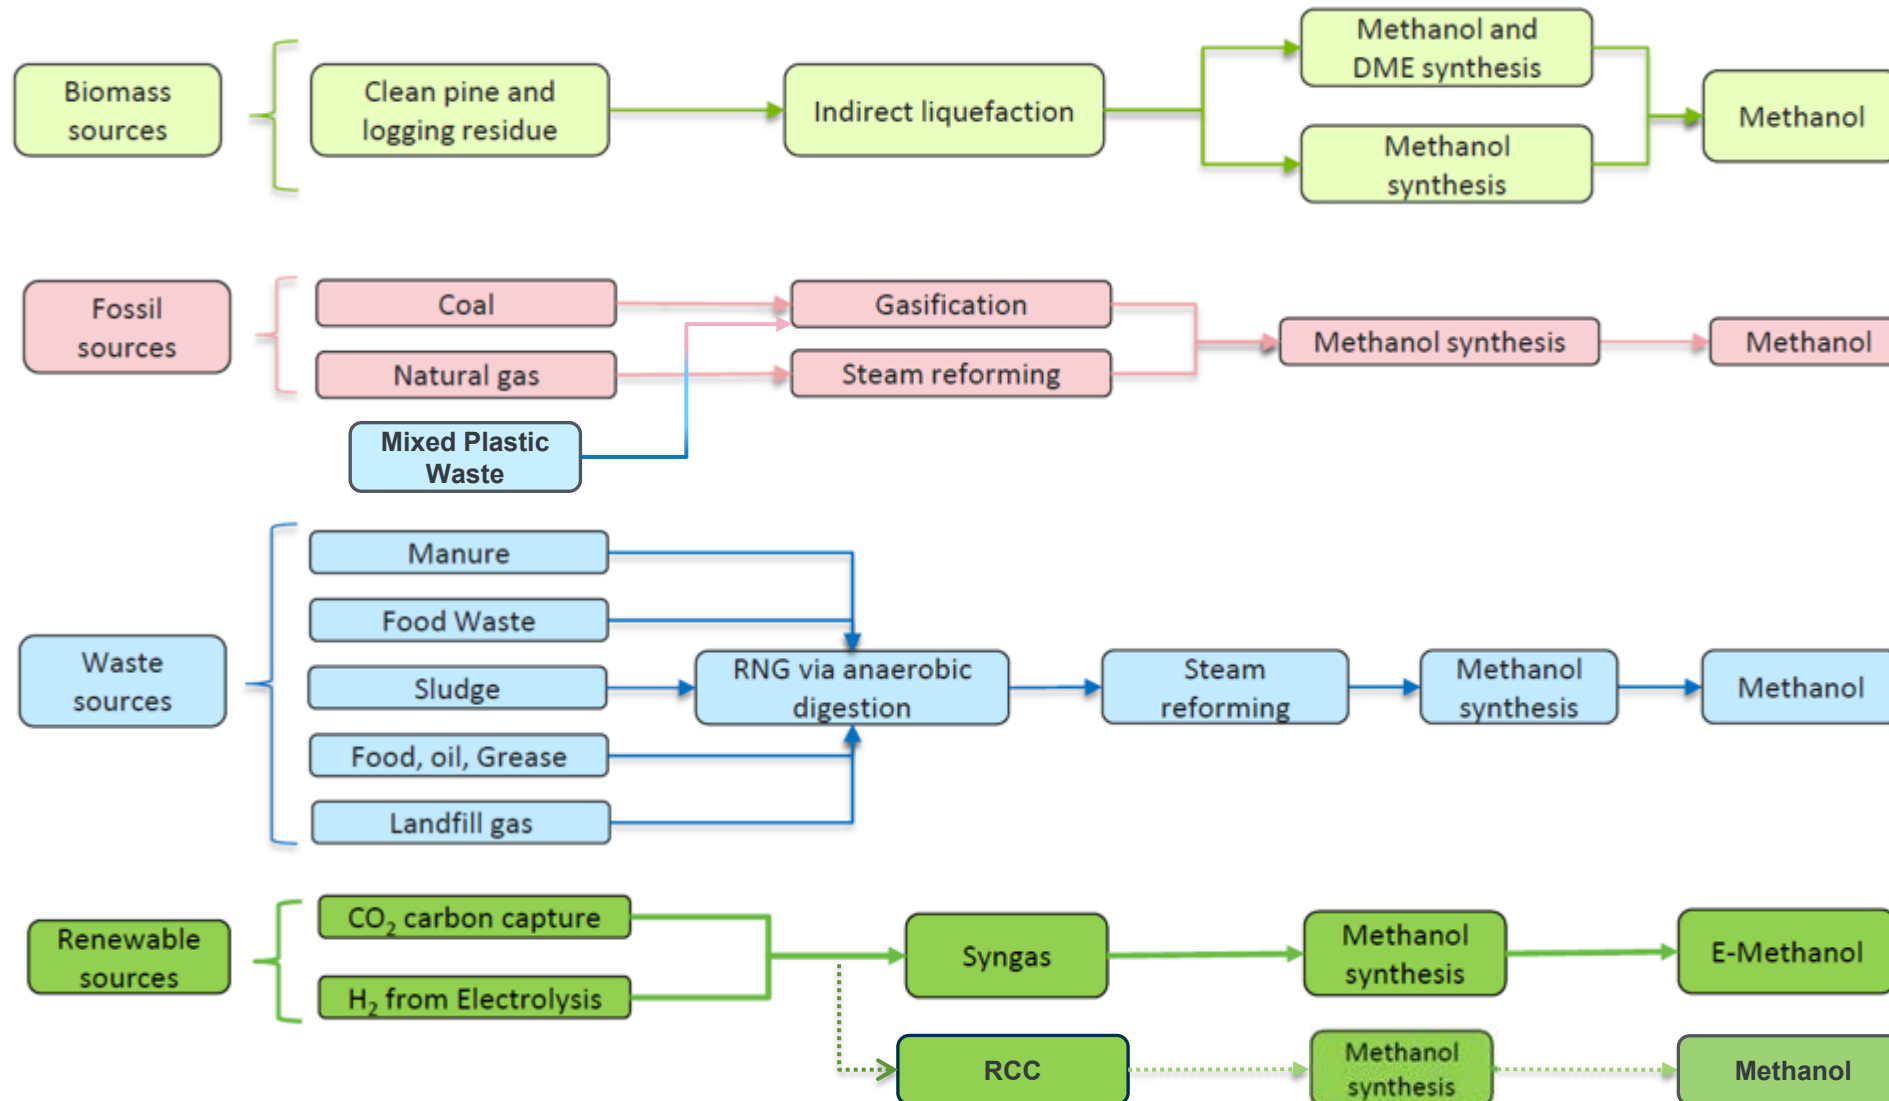 Biomass
sources
Clean pine and
logging residue
Indirect liquefaction
Methanol and
DME synthesis
Methanol
synthesis
Methanol
Fossil
sources
Coal
Natural gas
Gasification
Steam reforming
Methanol synthesis
Methanol
Mixed Plastic
Waste
Waste
sources
Manure
Food Waste
Sludge
Food, oil, Grease
Landfill gas
RNG via anaerobic
digestion
Steam
reforming
Methanol
synthesis
Methanol
Renewable
sources
CO₂ carbon capture
H₂ from Electrolysis
Syngas
Methanol
synthesis
E-Methanol
RCC
Methanol
synthesis
Methanol